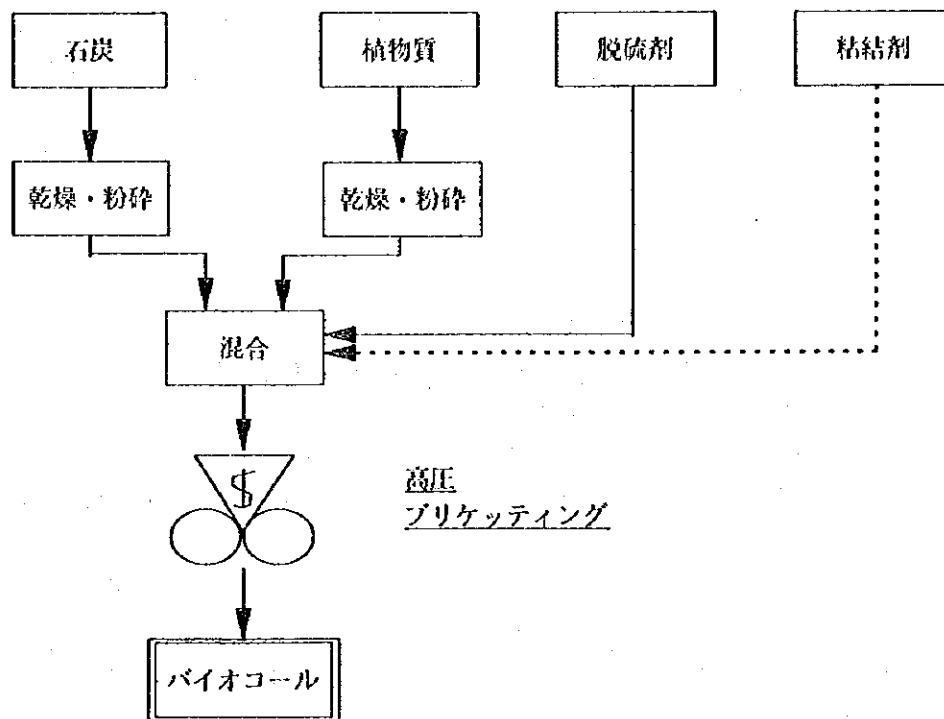 石炭
植物質
脱硫剤
粘結剤
乾燥・粉砕
乾燥・粉砕
混合
高圧
ブリケッティング
バイオコール